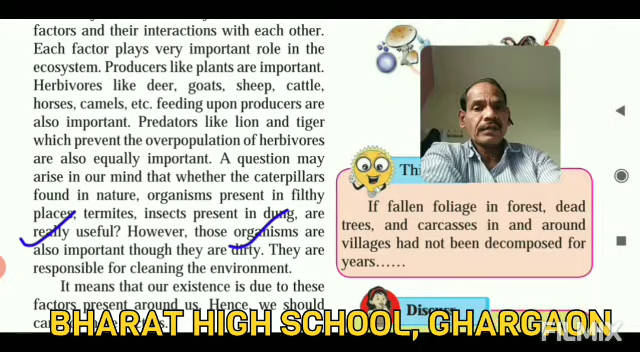 factors and their interactions with each other.
Each factor plays very important role in the
ecosystem. Producers like plants are important.
Herbivores like deer, goats, sheep, cattle,
horses, camels, etc. feeding upon producers are
also important. Predators like lion and tiger
which prevent the overpopulation of herbivores
are also equally important. A question may
arise in our mind that whether the caterpillars
found in nature, organisms present in filthy
places, termites, insects present in dung, are
really useful? However, those organisms are
also important though they are dirty. They are
responsible for cleaning the environment.
It means that our existence is due to these
factors present around us. Hence, we should
If fallen foliage in forest, dead
trees, and carcasses in and around
villages had not been decomposed for
years......
Discuss
BHARAT HIGH SCHOOL, GHARGAON
FILMIX